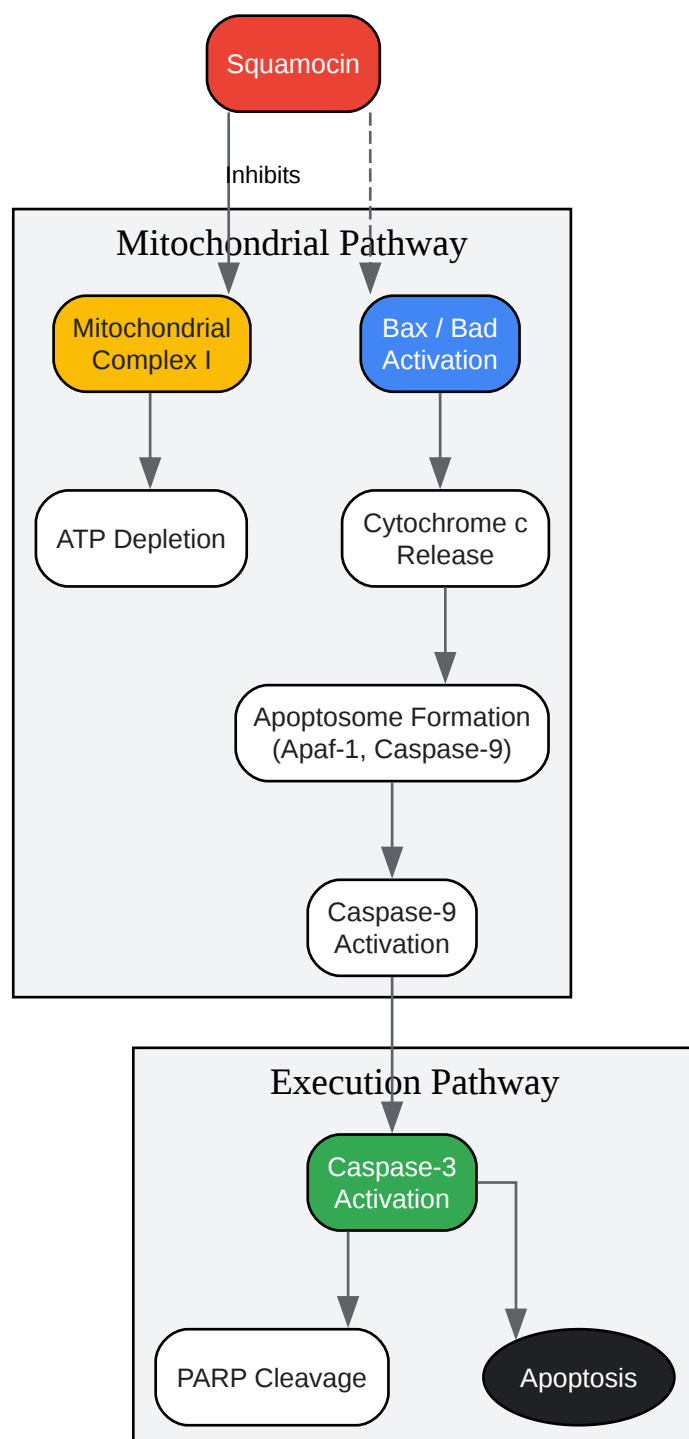 Squamocin
Inhibits
Mitochondrial Pathway
Mitochondrial
Complex I
Bax / Bad
Activation
ATP Depletion
Cytochrome c
Release
Apoptosome Formation
(Apaf-1, Caspase-9)
Caspase-9
Activation
Execution Pathway
Caspase-3
Activation
PARP Cleavage
Apoptosis